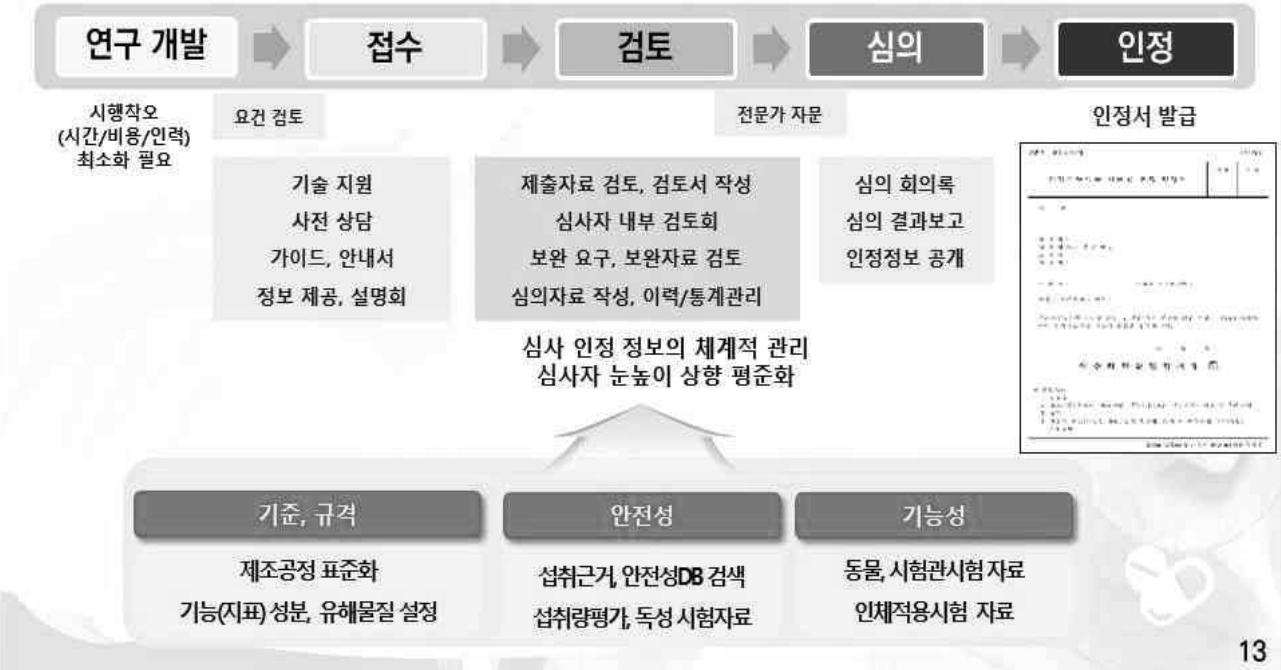 연구 개발
접수
검토
심의
인정
시행착오
(시간/비용/인력)
최소화 필요
요건 검토
전문가 자문
인정서 발급
기술 지원
사전 상담
가이드, 안내서
정보 제공, 설명회
제출자료 검토, 검토서 작성
심사자 내부 검토회
보완 요구, 보완자료 검토
심의자료 작성, 이력/통계관리
심의 회의록
심의 결과보고
인정정보 공개
심사 인정 정보의 체계적 관리
심사자 눈높이 상향 평준화
기준, 규격
제조공정 표준화
기능(지표) 성분, 유해물질 설정
안전성
섭취근거, 안전성DB 검색
섭취량평가, 독성 시험자료
기능성
동물, 시험관시험 자료
인체적용시험 자료
13